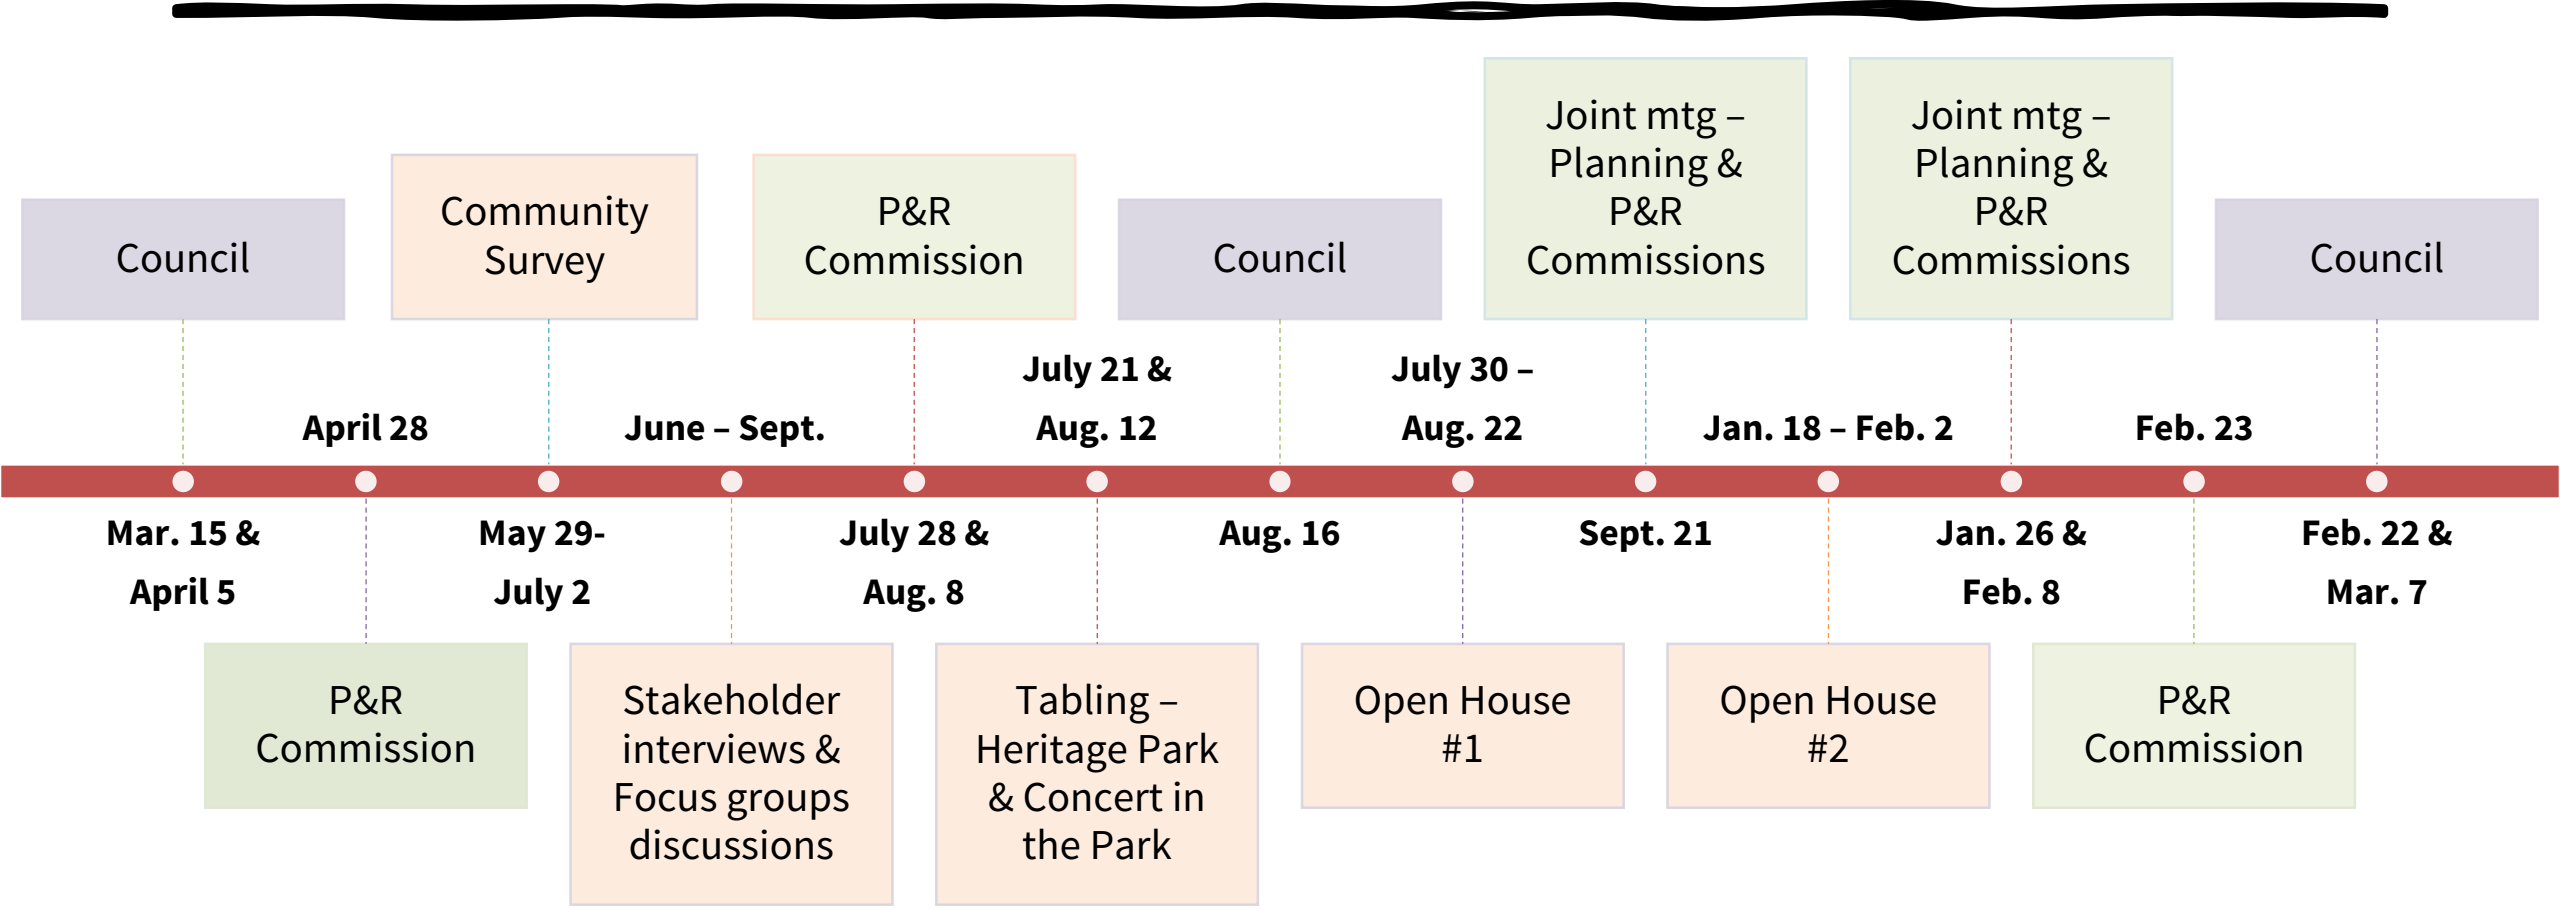 Council
Mar. 15 &
April 5
April 28
P&R
Commission
Community
Survey
May 29-
July 2
June – Sept.
Stakeholder
interviews &
Focus groups
discussions
P&R
Commission
July 28 &
Aug. 8
July 21 &
Aug. 12
Tabling –
Heritage Park
& Concert in
the Park
Council
Aug. 16
July 30 –
Aug. 22
Open House
#1
Joint mtg –
Planning &
P&R
Commissions
Sept. 21
Jan. 18 – Feb. 2
Open House
#2
Joint mtg –
Planning &
P&R
Commissions
Jan. 26 &
Feb. 8
Feb. 23
P&R
Commission
Council
Feb. 22 &
Mar. 7